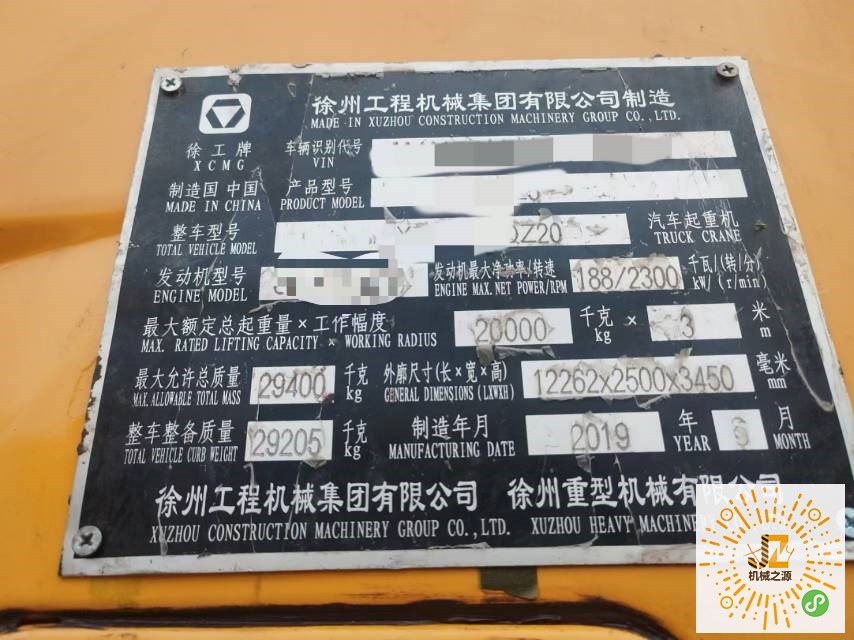 徐州工程机械集团有限公司制造
MADE IN XUZHOU CONSTRUCTION MACHINERY GROUP CO., LTD.
徐工牌
XCMG
车辆识别代号
VIN
制造国 中国
MADE IN CHINA
产品型号
PRODUCT MODEL
整车型号
TOTAL VEHICLE MODEL
QZ20
汽车起重机
TRUCK CRANE
发动机型号
ENGINE MODEL
发动机最大净功率/转速
ENGINE MAX. NET POWER/RPM
188/2300
千瓦/(转/分)
kW/ (r/min)
最大额定总起重量×工作幅度
MAX. RATED LIFTING CAPACITY × WORKING RADIUS
20000
千克
kg
×
3
米
m
最大允许总质量
MAX. ALLOWABLE TOTAL MASS
29400
千克
kg
外廓尺寸(长×宽×高)
GENERAL DIMENSIONS (LXWXH)
12262x2500x3450
毫米
mm
整车整备质量
TOTAL VEHICLE CURB WEIGHT
29205
千克
kg
制造年月
MANUFACTURING DATE
2019
年
YEAR
6
月
MONTH
徐州工程机械集团有限公司 徐州重型机械有限公司
XUZHOU CONSTRUCTION MACHINERY GROUP CO., LTD. XUZHOU HEAVY MACHINERY
JZ
机械之源